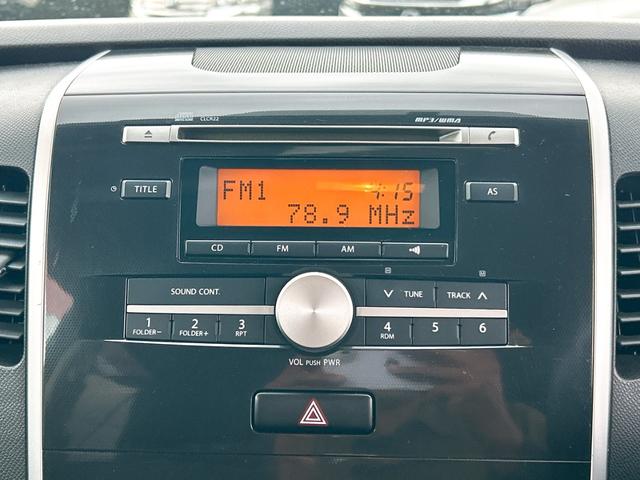 CLCR22 MP3/WMA
TITLE AS
FM1 4:15
78.9 MHz
CD FM AM
SOUND CONT. TUNE TRACK
1 2 3 4 5 6
FOLDER− FOLDER+ RPT RDM
VOL PUSH PWR